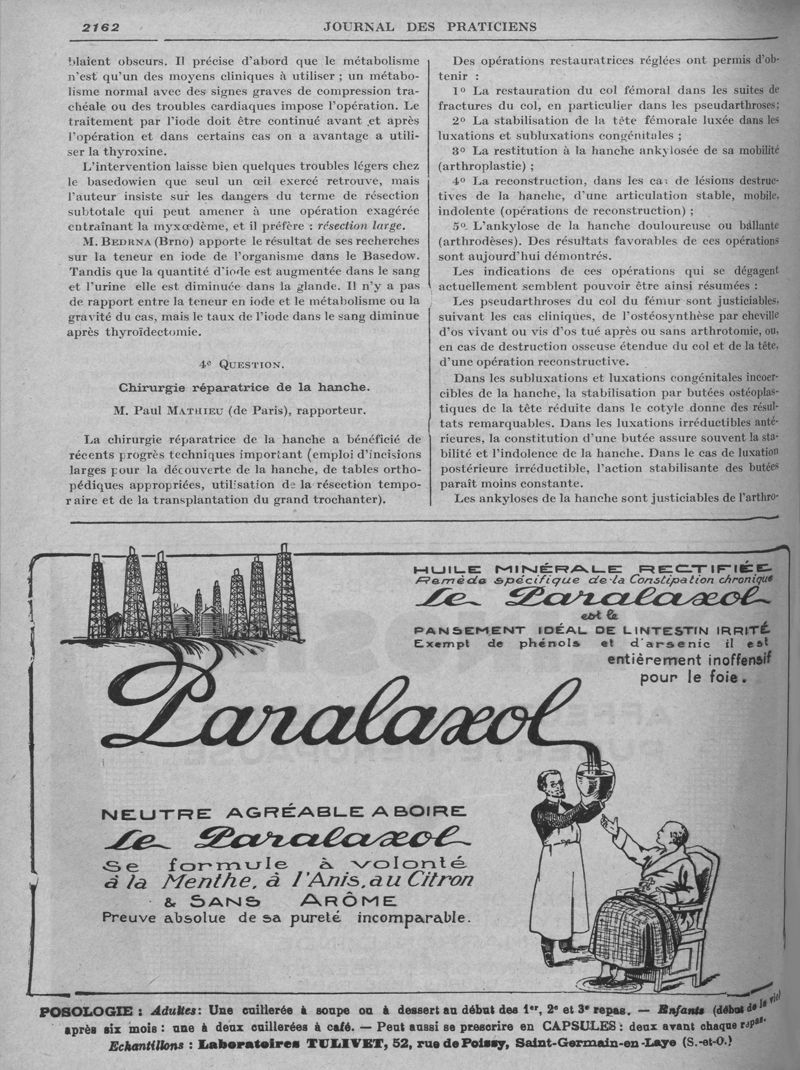 2162
JOURNAL DES PRATICIENS
blaient obscurs. Il précise d'abord que le métabolisme
n'est qu'un des moyens cliniques à utiliser ; un métabo-
lisme normal avec des signes graves de compression tra-
chéale ou des troubles cardiaques impose l'opération. Le
traitement par l'iode doit être continué avant et après
l'opération et dans certains cas on a avantage a utili-
ser la thyroxine.
L'intervention laisse bien quelques troubles légers chez
le basedowien que seul un œil exercé retrouve, mais
l'auteur insiste sur les dangers du terme de résection
subtotale qui peut amener à une opération exagérée
entraînant la myxœdème, et il préfère : résection large.
M. BEDRNA (Brno) apporte le résultat de ses recherches
sur la teneur en iode de l'organisme dans le Basedow.
Tandis que la quantité d'iode est augmentée dans le sang
et l'urine elle est diminuée dans la glande. Il n'y a pas
de rapport entre la teneur en iode et le métabolisme ou la
gravité du cas, mais le taux de l'iode dans le sang diminue
après thyroïdectomie.
4e QUESTION.
Chirurgie réparatrice de la hanche.
M. Paul MATHIEU (de Paris), rapporteur.
La chirurgie réparatrice de la hanche a bénéficié de
récents progrès techniques important (emploi d'incisions
larges pour la découverte de la hanche, de tables ortho-
pédiques appropriées, utilisation de la résection tempo-
raire et de la transplantation du grand trochanter).
Des opérations restauratrices réglées ont permis d'ob-
tenir :
1º La restauration du col fémoral dans les suites de
fractures du col, en particulier dans les pseudarthroses;
2º La stabilisation de la tête fémorale luxée dans les
luxations et subluxations congénitales ;
3º La restitution à la hanche ankylosée de sa mobilité
(arthroplastie) ;
4º La reconstruction, dans les cas de lésions destruc-
tives de la hanche, d'une articulation stable, mobile,
indolente (opérations de reconstruction) ;
5º L'ankylose de la hanche douloureuse ou ballante
(arthrodèses). Des résultats favorables de ces opérations
sont aujourd'hui démontrés.
Les indications de ces opérations qui se dégagent
actuellement semblent pouvoir être ainsi résumées :
Les pseudarthroses du col du fémur sont justiciables,
suivant les cas cliniques, de l'ostéosynthèse par cheville
d'os vivant ou vis d'os tué après ou sans arthrotomie, ou,
en cas de destruction osseuse étendue du col et de la tête,
d'une opération reconstructive.
Dans les subluxations et luxations congénitales incoer-
cibles de la hanche, la stabilisation par butées ostéoplas-
tiques de la tête réduite dans le cotyle donne des résul-
tats remarquables. Dans les luxations irréductibles anté-
rieures, la constitution d'une butée assure souvent la sta-
bilité et l'indolence de la hanche. Dans le cas de luxation
postérieure irréductible, l'action stabilisante des butées
paraît moins constante.
Les ankyloses de la hanche sont justiciables de l'arthro-
HUILE MINÉRALE RECTIFIÉE
Remède spécifique de la Constipation chronique
Le Paralaxol
est le
PANSEMENT IDÉAL DE L'INTESTIN IRRITÉ
Exempt de phénols et d'arsenic il est
entièrement inoffensif
pour le foie.
Paralaxol
NEUTRE AGRÉABLE A BOIRE
Le Paralaxol
Se formule à volonté
à la Menthe, à l'Anis, au Citron
& SANS ARÔME
Preuve absolue de sa pureté incomparable.
POSOLOGIE : Adultes : Une cuillerée à soupe ou à dessert au début des 1er, 2e et 3e repas. — Enfants (début de la vie)
après six mois : une à deux cuillerées à café. — Peut aussi se prescrire en CAPSULES : deux avant chaque repas.
Echantillons : Laboratoires TULIVET, 52, rue de Poissy, Saint-Germain-en-Laye (S.-et-O.)